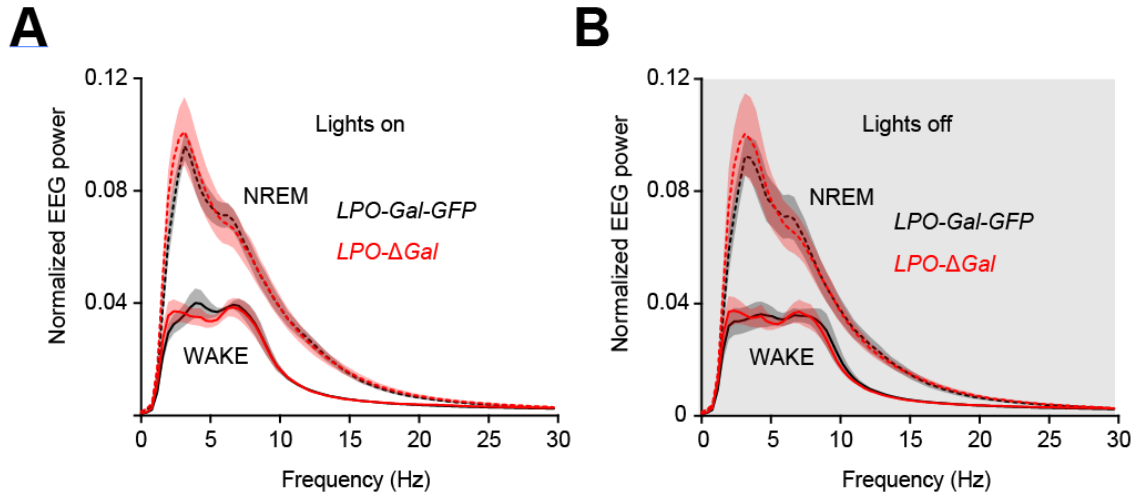 A
Normalized EEG power
0.12
0.08
0.04
0
5
10
15
20
25
30
Frequency (Hz)
Lights on
NREM
LPO-Gal-GFP
LPO-ΔGal
WAKE
B
Normalized EEG power
0.12
0.08
0.04
0
0
5
10
15
20
25
30
Frequency (Hz)
Lights off
NREM
LPO-Gal-GFP
LPO-ΔGal
WAKE